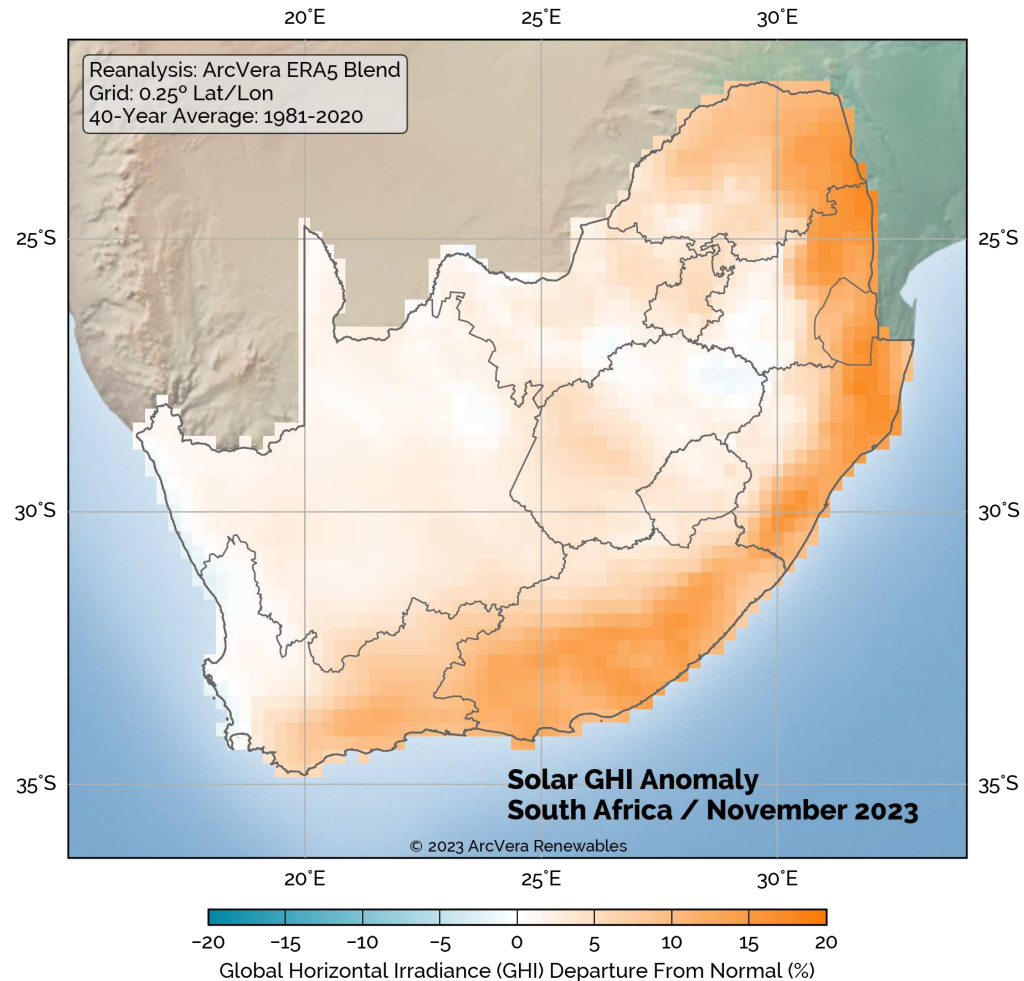 20°E 25°E 30°E
Reanalysis: ArcVera ERA5 Blend
Grid: 0.25º Lat/Lon
40-Year Average: 1981-2020
25°S 25°S
30°S 30°S
35°S 35°S
Solar GHI Anomaly
South Africa / November 2023
© 2023 ArcVera Renewables
20°E 25°E 30°E
−20 −15 −10 −5 0 5 10 15 20
Global Horizontal Irradiance (GHI) Departure From Normal (%)